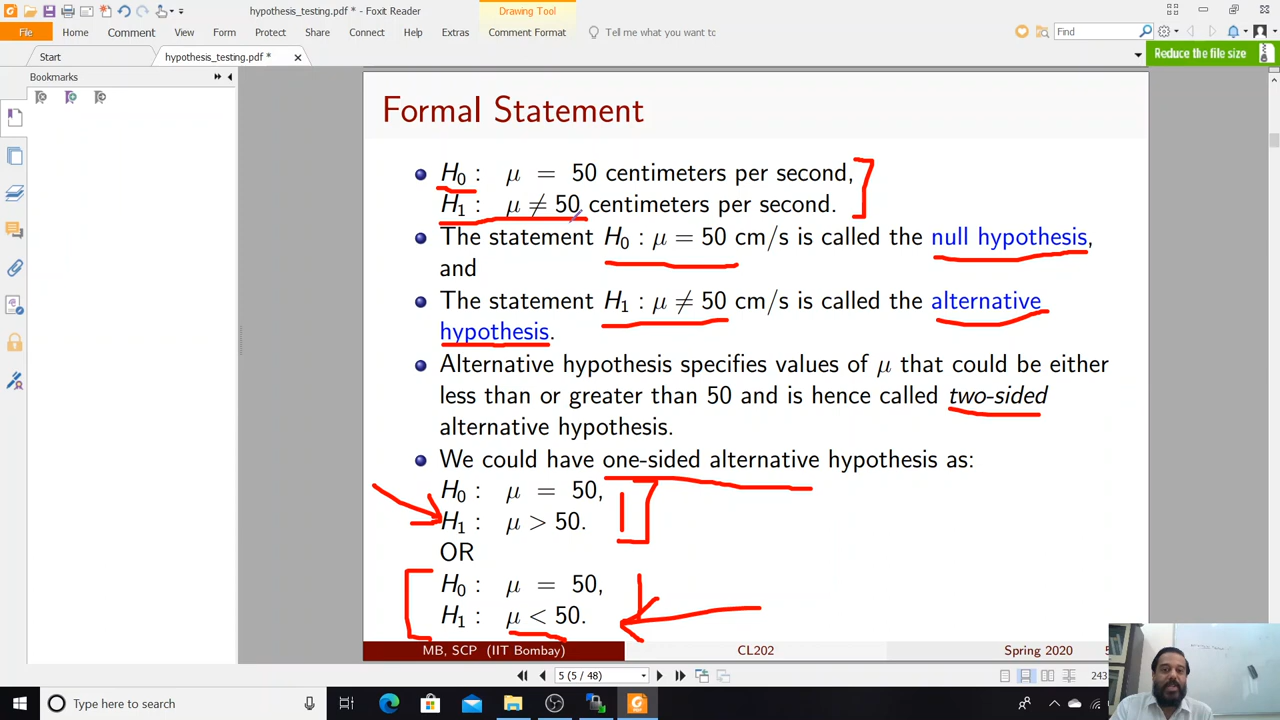 hypothesis_testing.pdf * - Foxit Reader
Drawing Tool
File
Home
Comment
View
Form
Protect
Share
Connect
Help
Extras
Comment Format
Tell me what you want to
Find
Start
hypothesis_testing.pdf *
Reduce the file size
Bookmarks
Formal Statement
H0 : μ = 50 centimeters per second,
H1 : μ ≠ 50 centimeters per second.
The statement H0 : μ = 50 cm/s is called the null hypothesis,
and
The statement H1 : μ ≠ 50 cm/s is called the alternative
hypothesis.
Alternative hypothesis specifies values of μ that could be either
less than or greater than 50 and is hence called two-sided
alternative hypothesis.
We could have one-sided alternative hypothesis as:
H0 : μ = 50,
H1 : μ > 50.
OR
H0 : μ = 50,
H1 : μ < 50.
MB, SCP (IIT Bombay)
CL202
Spring 2020
5 (5 / 48)
243
Type here to search